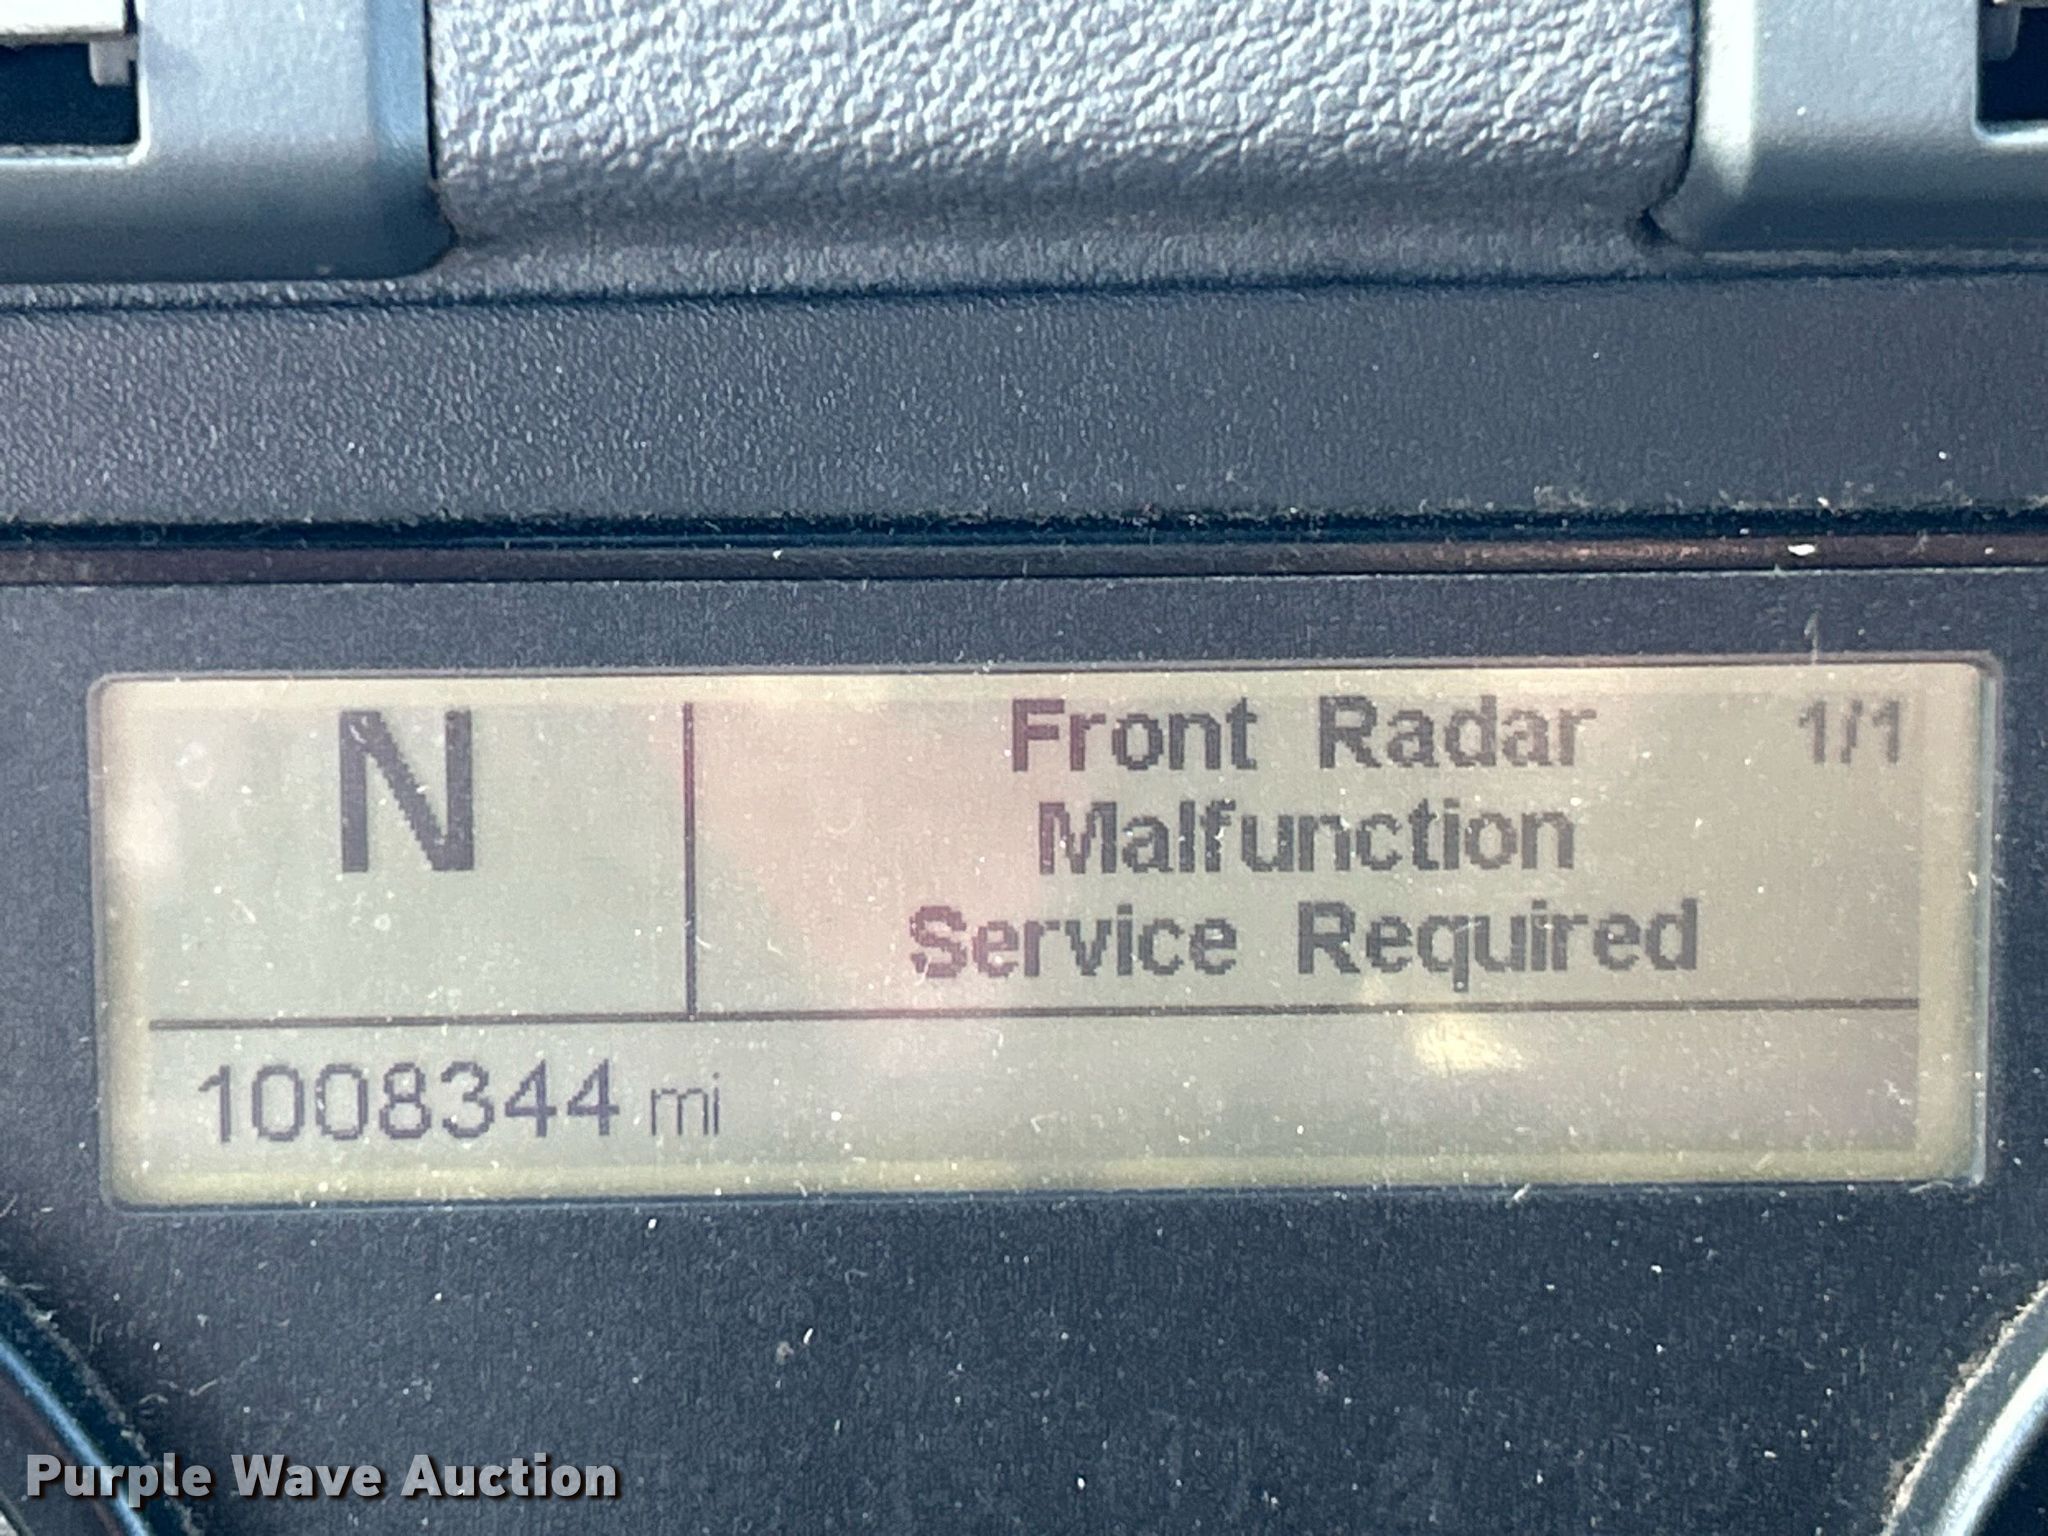 N
Front Radar 1/1
Malfunction
Service Required
1008344 mi
Purple Wave Auction